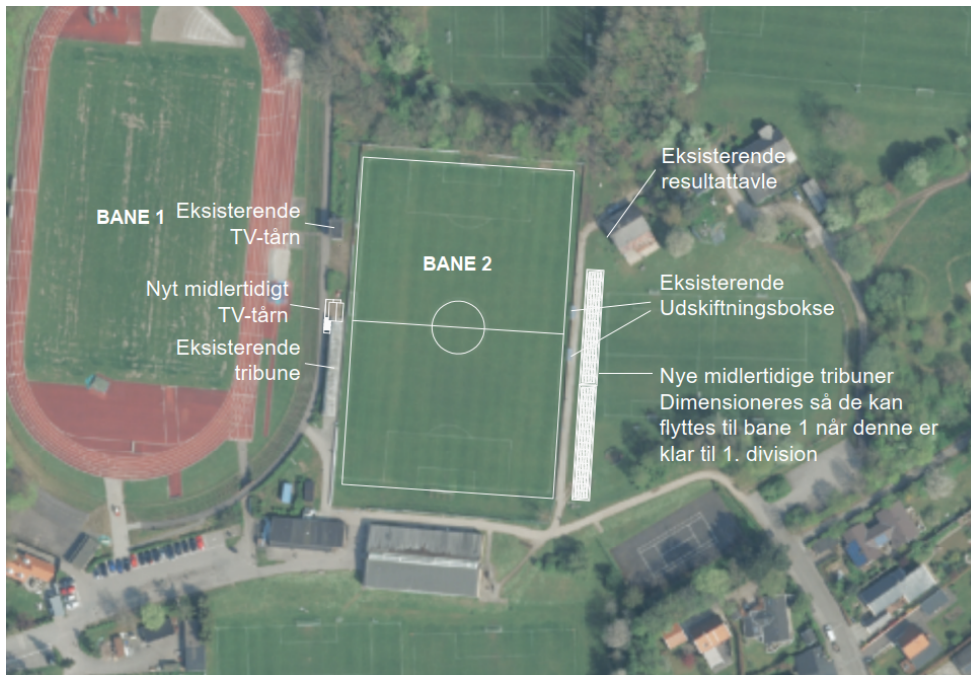 Eksisterende
resultattavle
BANE 1
Eksisterende
TV-tårn
BANE 2
Nyt midlertidigt
TV-tårn
Eksisterende
Udskiftningsbokse
Eksisterende
tribune
Nye midlertidige tribuner
Dimensioneres så de kan
flyttes til bane 1 når denne er
klar til 1. division